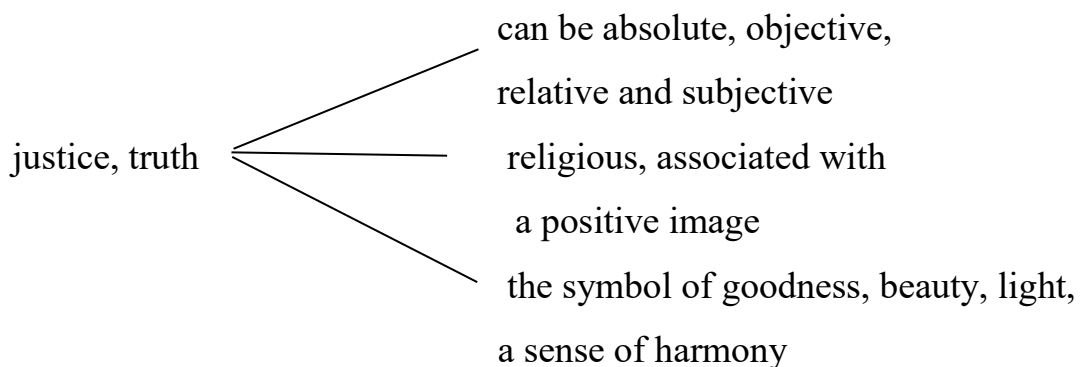 can be absolute, objective,
relative and subjective
justice, truth
religious, associated with
a positive image
the symbol of goodness, beauty, light,
a sense of harmony